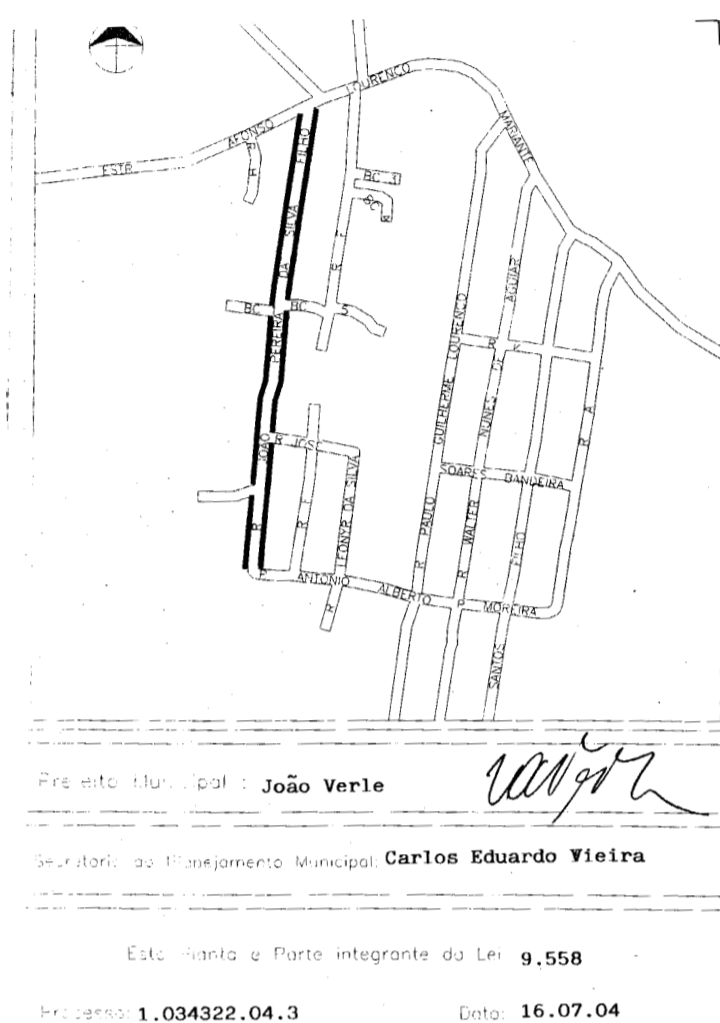 ESTR. AFONSO LOURENÇO MARIANTE
R H
R JOÃO PEREIRA DA SILVA FILHO
BC 3
BC
R F
BC
BC 5
R JOSÉ LEONYR DA SILVA
R F
R
R PAULO GUILHERME LOURENÇO
R WALTER NUNES DE AGUIAR
R K
R A
SOARES BANDEIRA
SANTOS FILHO
P ANTONIO ALBERTO P MOREIRA
Prefeito Municipal : João Verle
Secretario do Planejamento Municipal: Carlos Eduardo Vieira
Esta Planta e Parte integrante da Lei 9.558
Processo: 1.034322.04.3 Data: 16.07.04